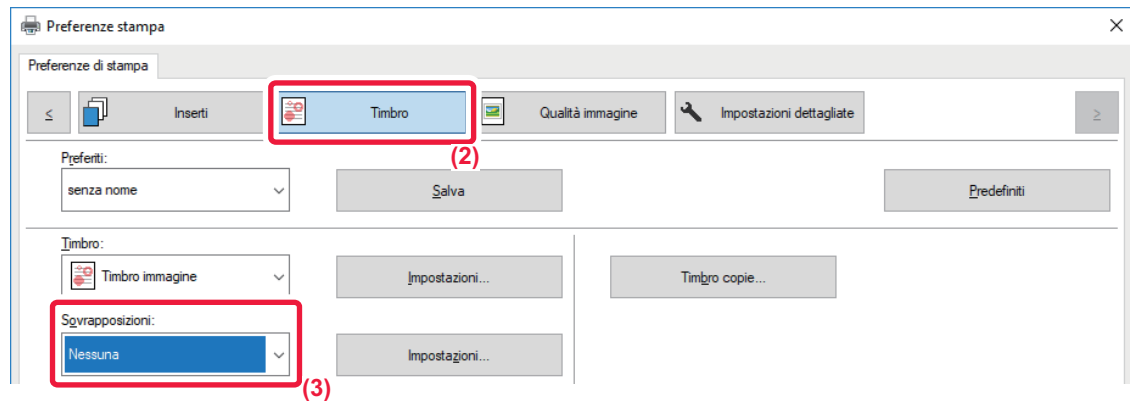 Preferenze stampa
Preferenze di stampa
< Inserti Timbro Qualità immagine Impostazioni dettagliate >
(2)
Preferiti:
senza nome Salva Predefiniti
Timbro:
Timbro immagine Impostazioni... Timbro copie...
Sovrapposizioni:
Nessuna Impostazioni...
(3)